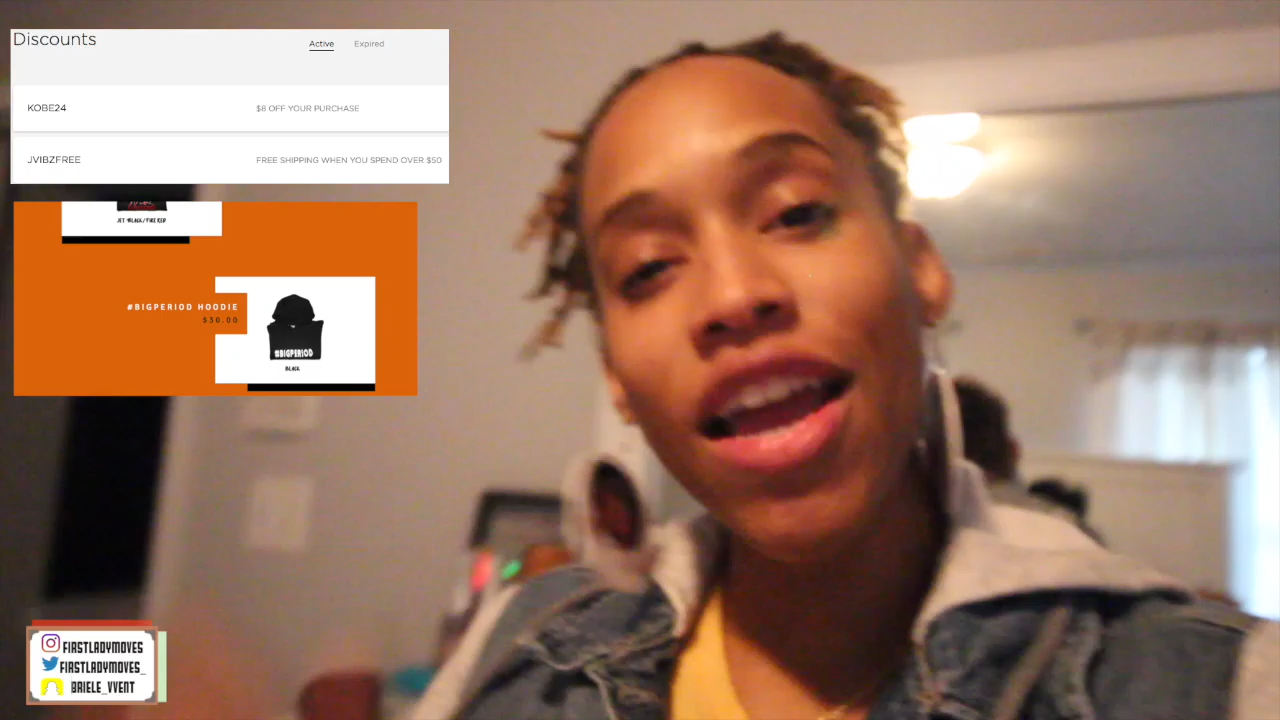 Discounts
Active Expired
KOBE24 $8 OFF YOUR PURCHASE
JVIBZFREE FREE SHIPPING WHEN YOU SPEND OVER $50
JET BLACK/FIRE RED
#BIGPERIOD HOODIE
$30.00
#BIGPERIOD
BLACK
FIRSTLADYMOVES
FIRSTLADYMOVES_
BRIELE_VVENT